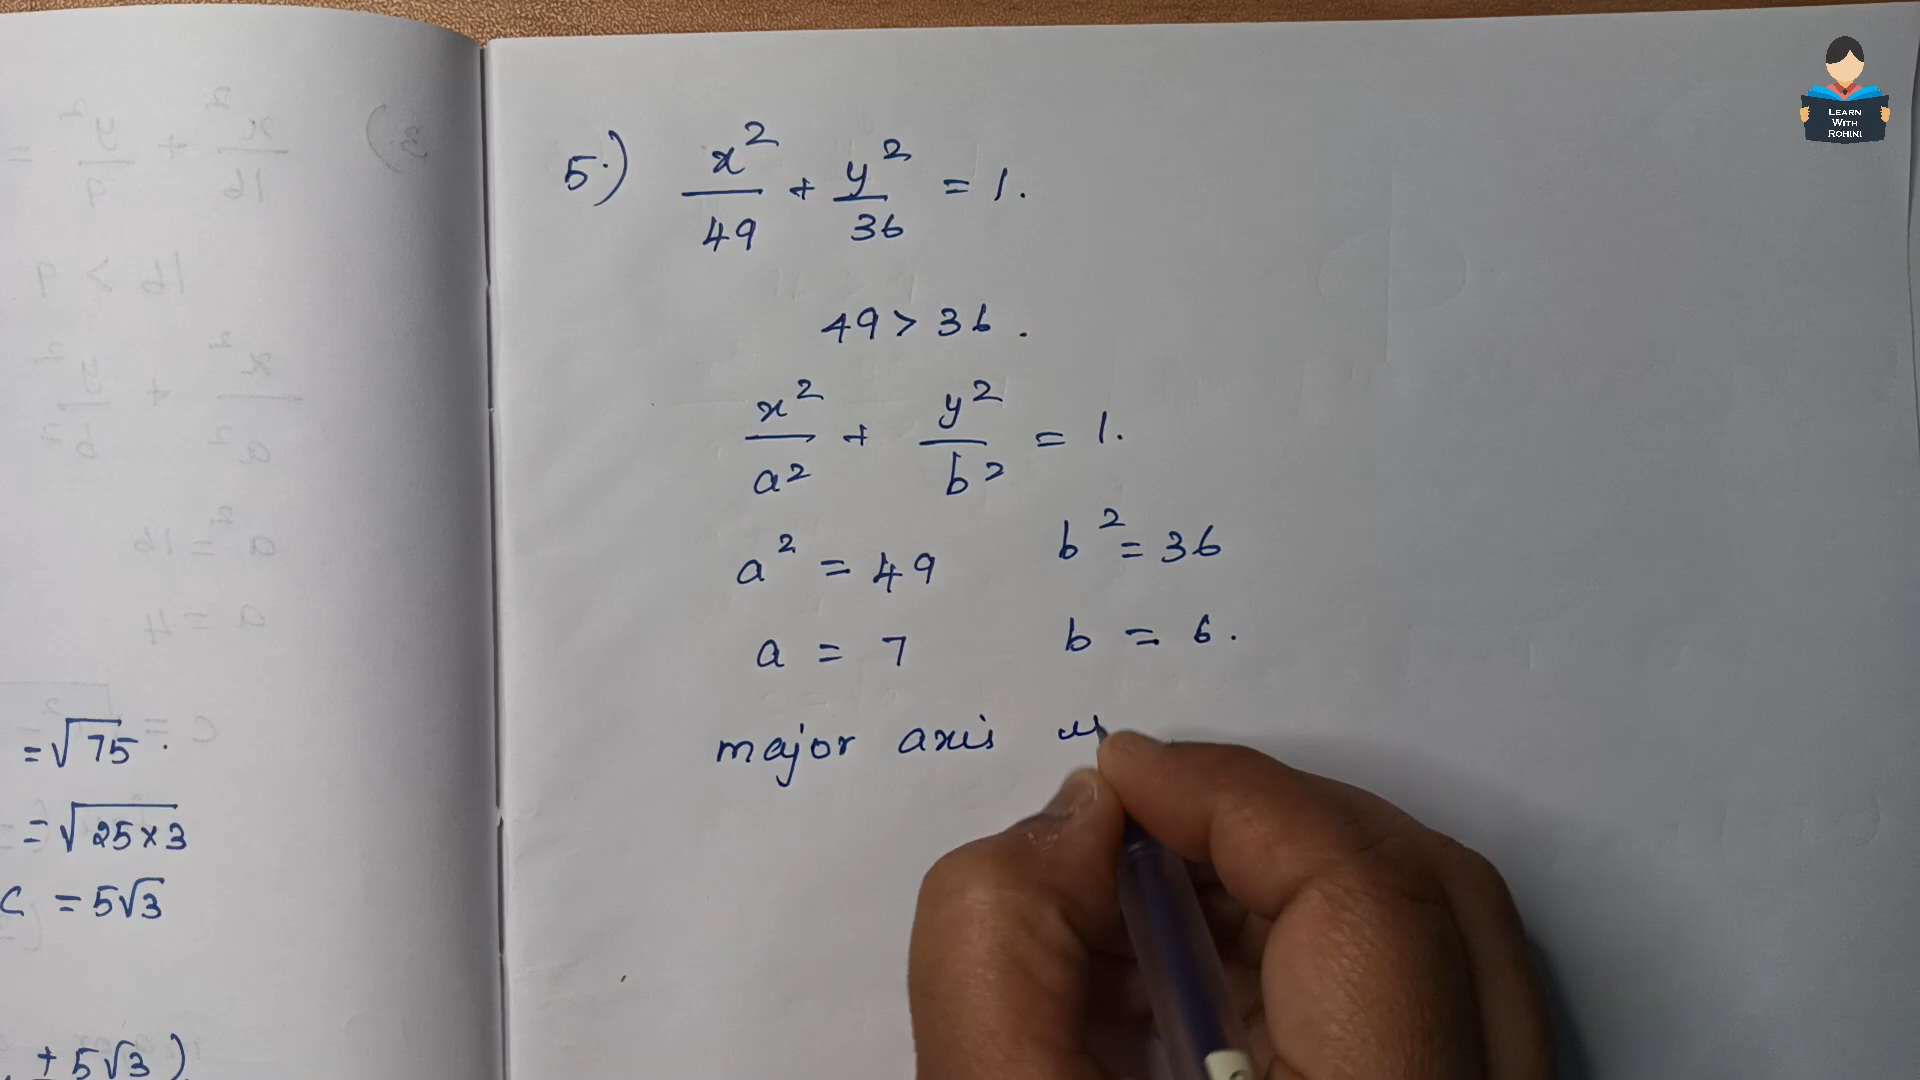 LEARN
WITH
ROHINI
5.) x²/49 + y²/36 = 1.
49 > 36.
x²/a² + y²/b² = 1.
a² = 49 b² = 36
a = 7 b = 6.
major axis
= √75.
= √25×3
c = 5√3
+ 5√3)